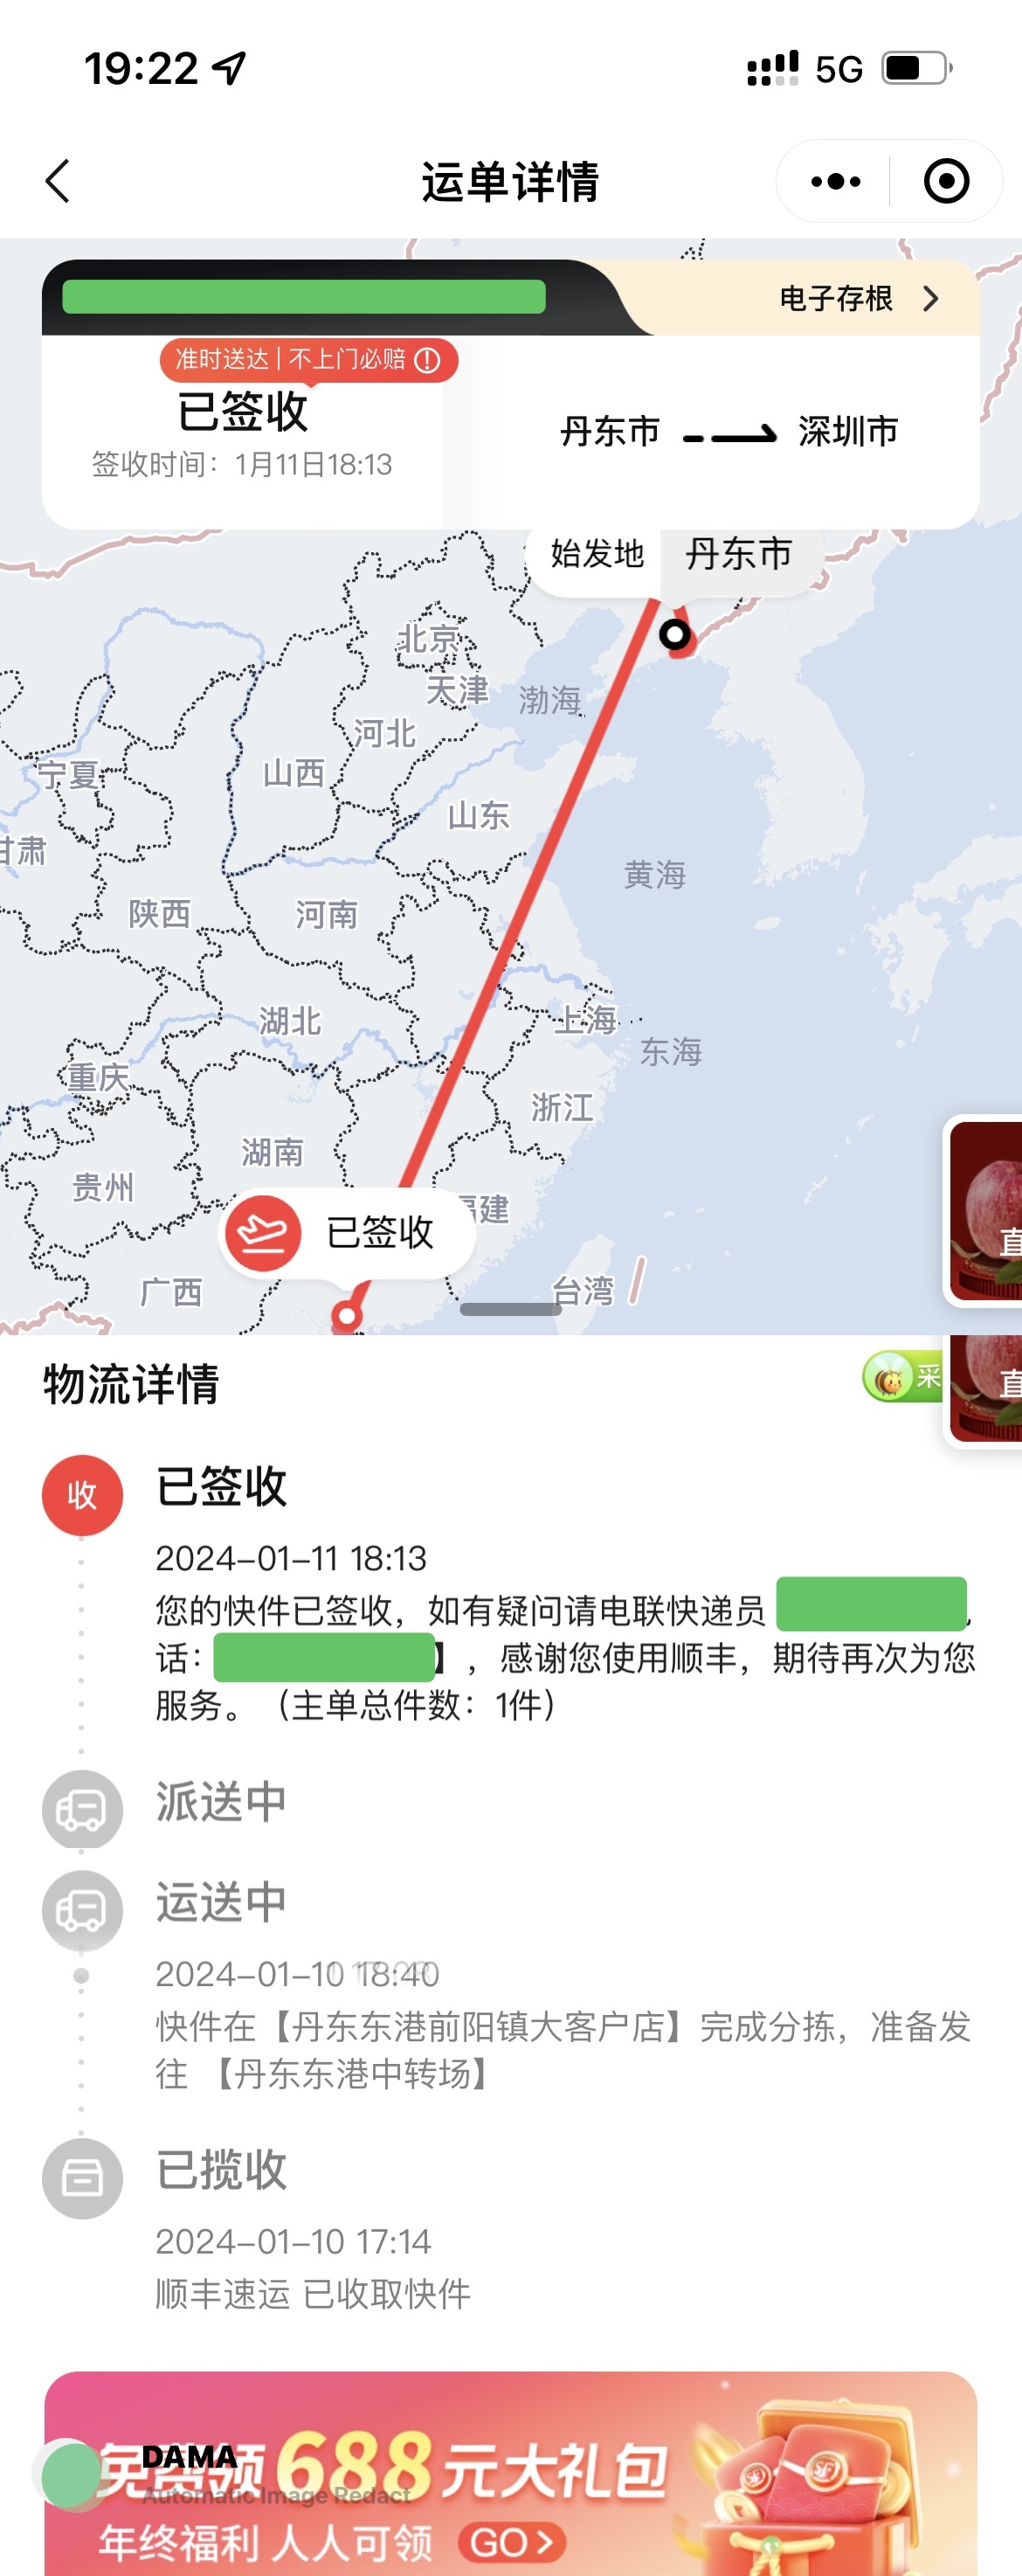 19:22
5G
运单详情
电子存根
准时送达 | 不上门必赔
已签收
签收时间：1月11日18:13
丹东市
深圳市
始发地 丹东市
北京
天津
渤海
河北
宁夏
山西
山东
甘肃
黄海
陕西
河南
湖北
上海
东海
重庆
浙江
湖南
贵州
福建
已签收
直
广西
台湾
物流详情
采
直
收
已签收
2024-01-11 18:13
您的快件已签收，如有疑问请电联快递员
话：】，感谢您使用顺丰，期待再次为您
服务。（主单总件数：1件）
派送中
运送中
2024-01-10 18:40
快件在【丹东东港前阳镇大客户店】完成分拣，准备发
往 【丹东东港中转场】
已揽收
2024-01-10 17:14
顺丰速运 已收取快件
免费领688元大礼包
DAMA
Automatic Image Redact
年终福利 人人可领 GO >
SF